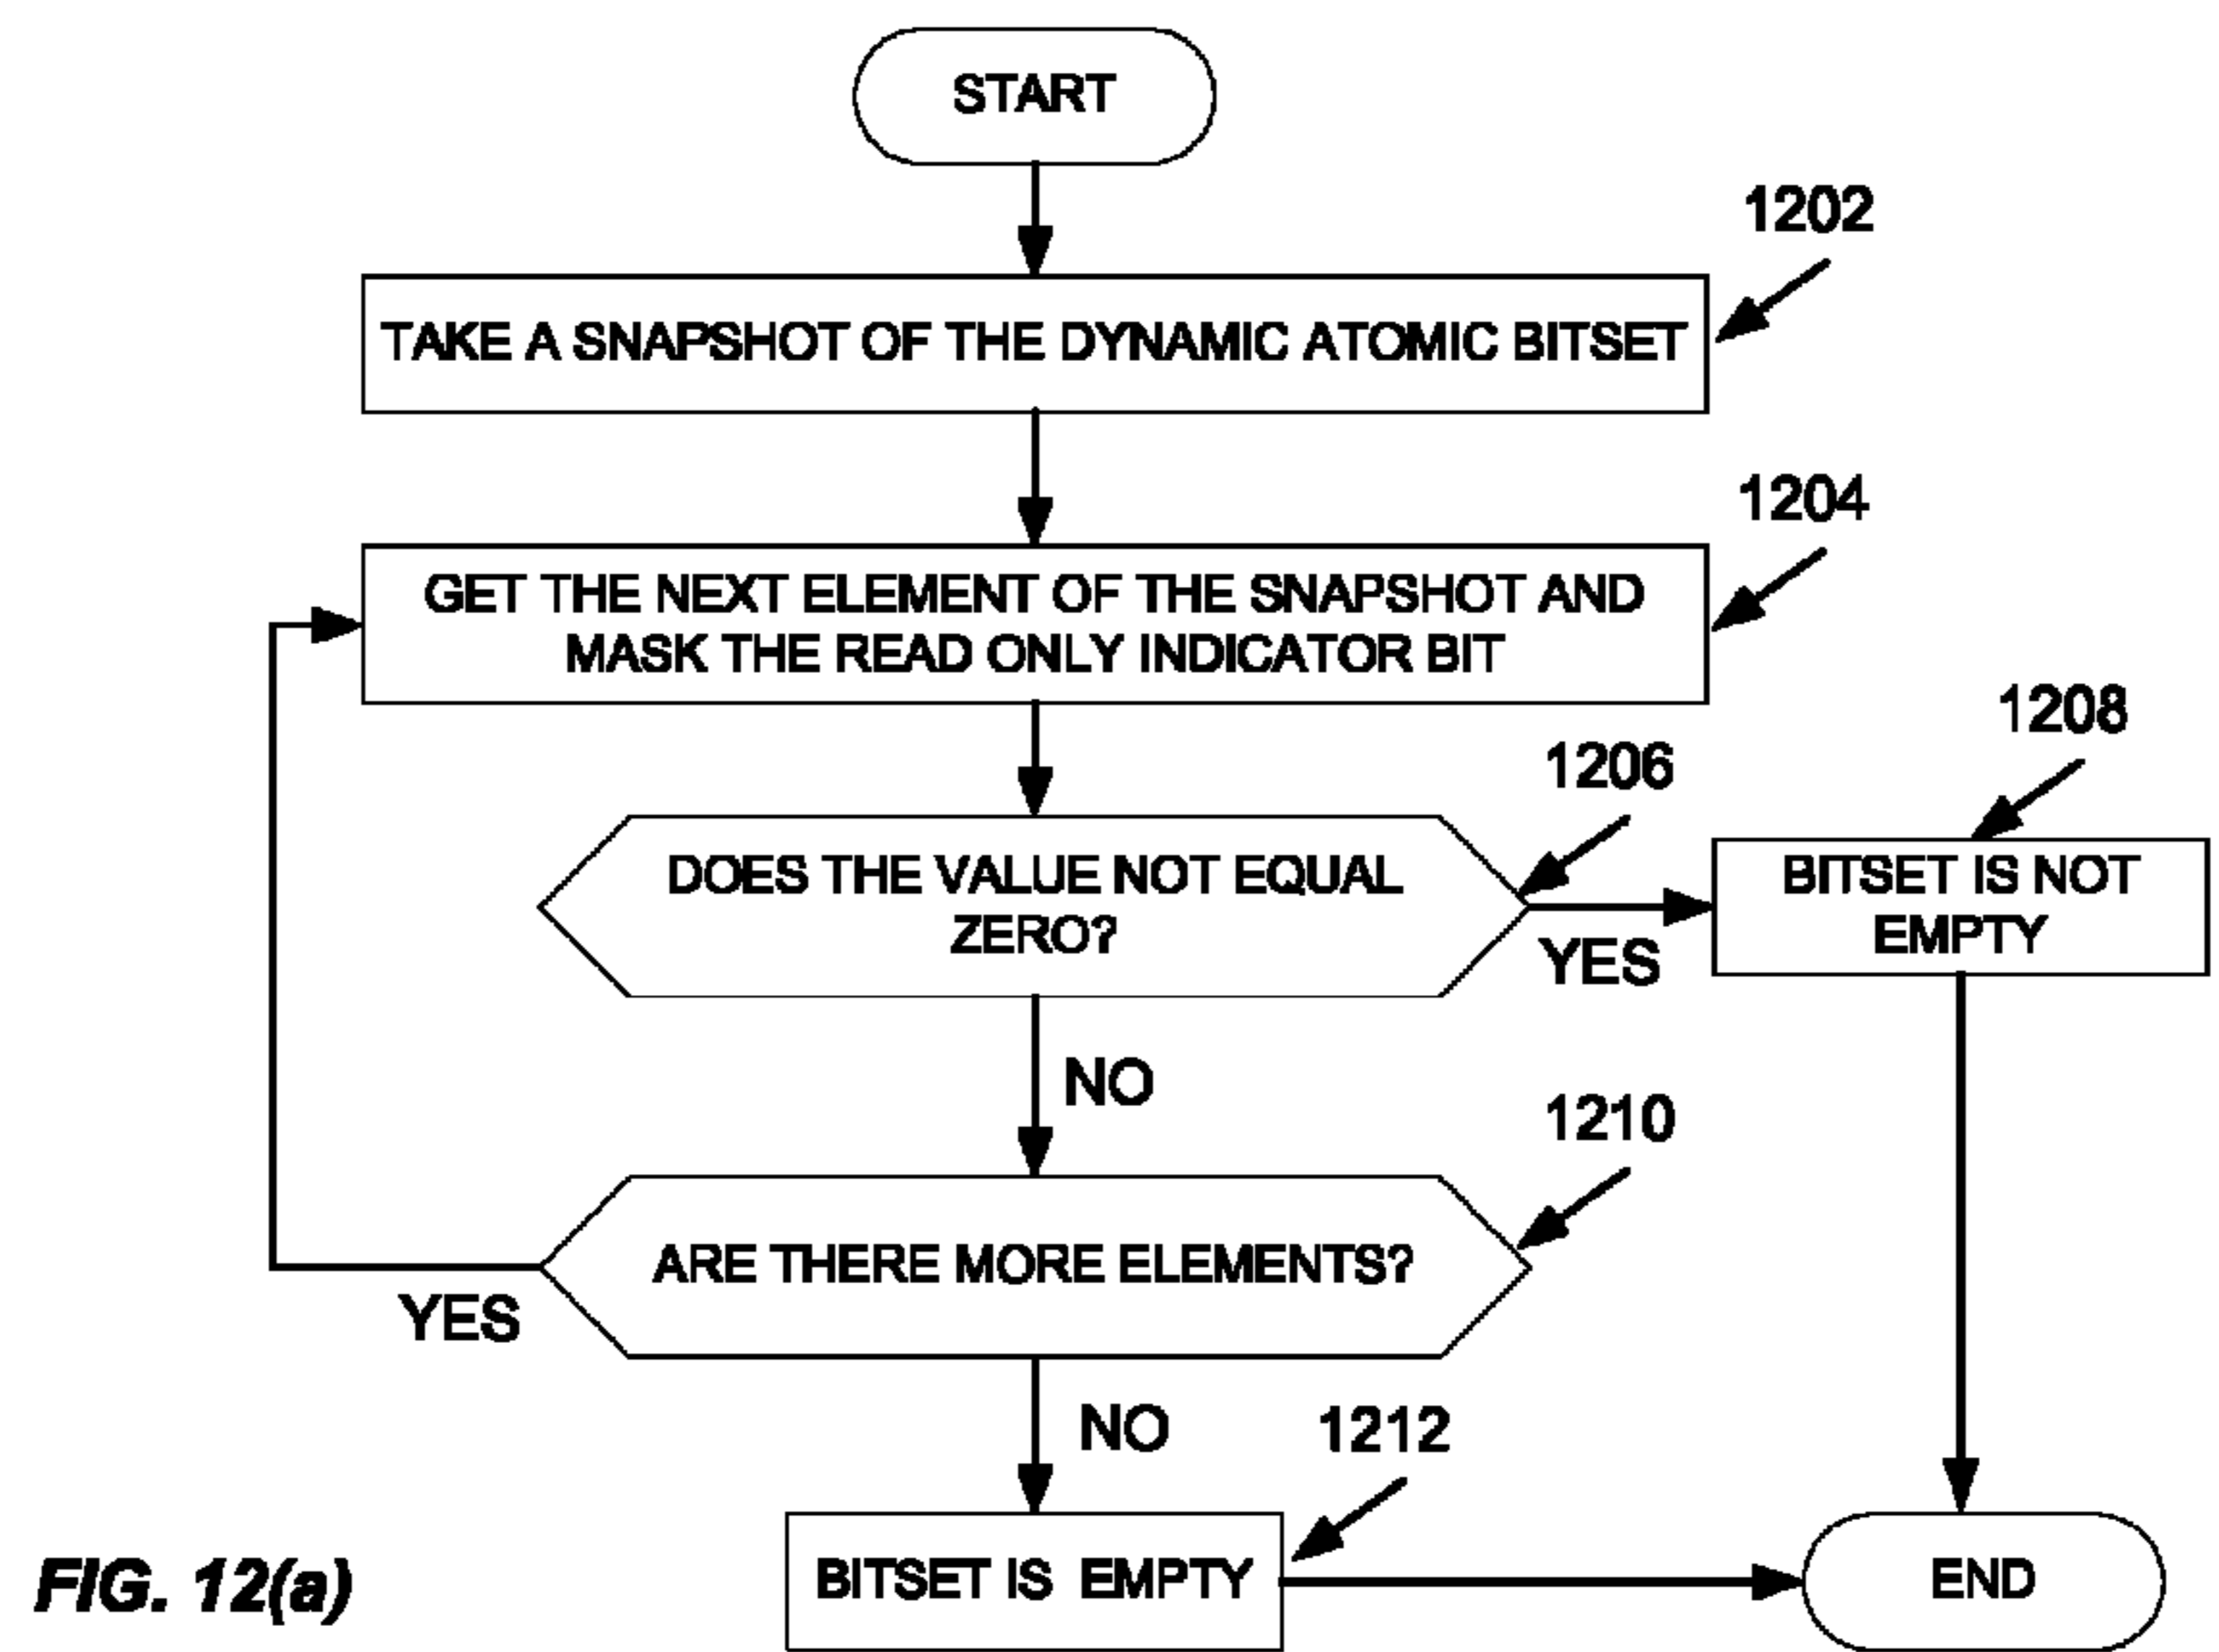 START
1202
TAKE A SNAPSHOT OF THE DYNAMIC ATOMIC BITSET
1204
GET THE NEXT ELEMENT OF THE SNAPSHOT AND
MASK THE READ ONLY INDICATOR BIT
1206
DOES THE VALUE NOT EQUAL
ZERO?
YES
1208
BITSET IS NOT
EMPTY
NO
1210
ARE THERE MORE ELEMENTS?
YES
NO
1212
BITSET IS EMPTY
END
FIG. 12(a)